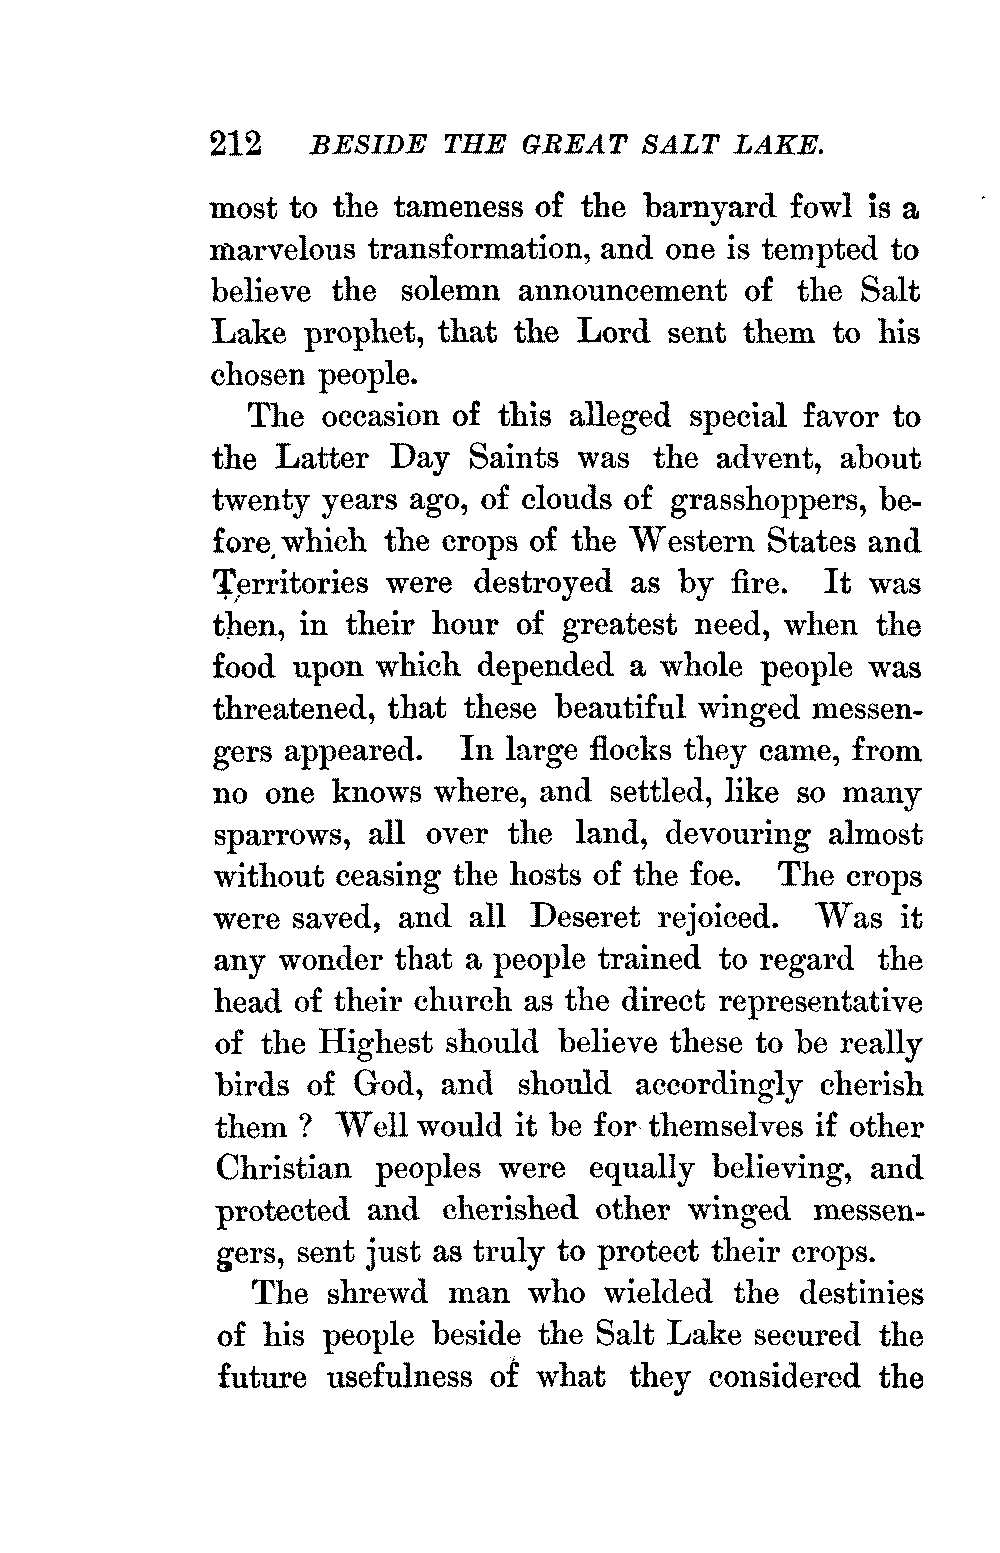 212 BESIDE THE GREAT SALT LAKE.
most to the tameness of the barnyard fowl is a
marvelous transformation, and one is tempted to
believe the solemn announcement of the Salt
Lake prophet, that the Lord sent them to his
chosen people.
The occasion of this alleged special favor to
the Latter Day Saints was the advent, about
twenty years ago, of clouds of grasshoppers, be-
fore which the crops of the Western States and
Territories were destroyed as by fire. It was
then, in their hour of greatest need, when the
food upon which depended a whole people was
threatened, that these beautiful winged messen-
gers appeared. In large flocks they came, from
no one knows where, and settled, like so many
sparrows, all over the land, devouring almost
without ceasing the hosts of the foe. The crops
were saved, and all Deseret rejoiced. Was it
any wonder that a people trained to regard the
head of their church as the direct representative
of the Highest should believe these to be really
birds of God, and should accordingly cherish
them ? Well would it be for themselves if other
Christian peoples were equally believing, and
protected and cherished other winged messen-
gers, sent just as truly to protect their crops.
The shrewd man who wielded the destinies
of his people beside the Salt Lake secured the
future usefulness of what they considered the